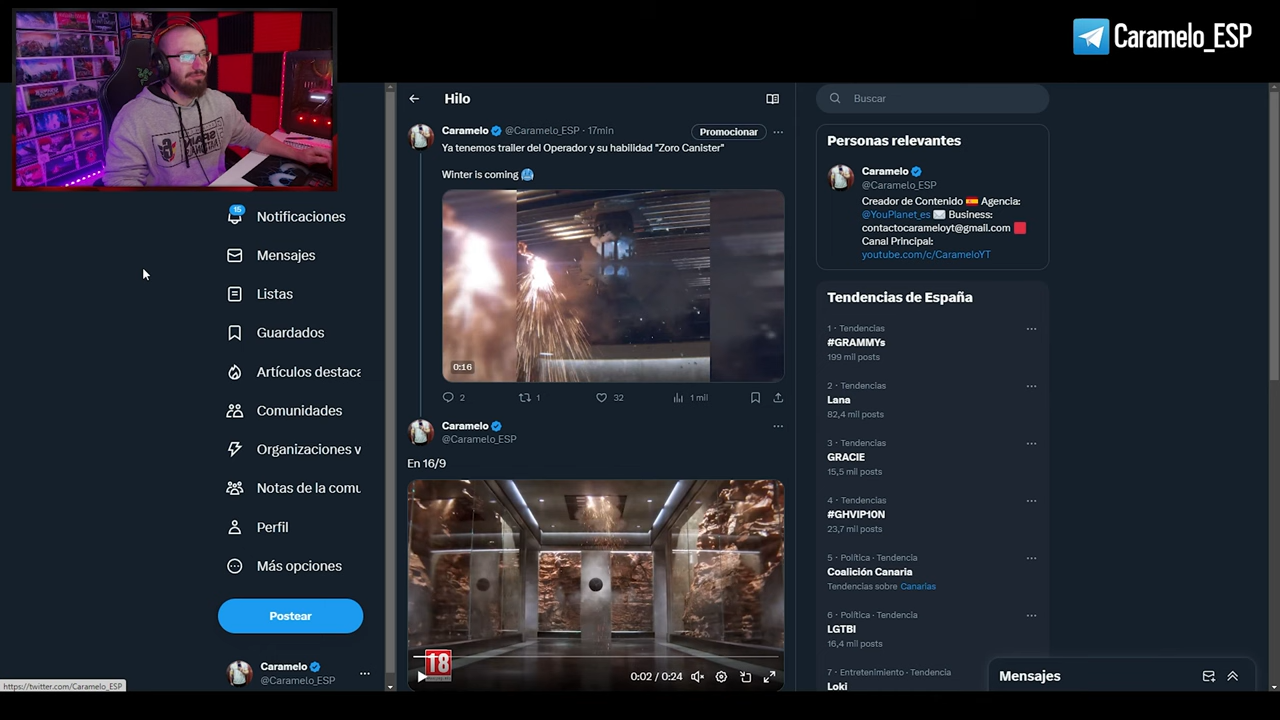 Caramelo_ESP
Hilo
Buscar
Caramelo @Caramelo_ESP · 17min
Promocionar
Ya tenemos trailer del Operador y su habilidad "Zoro Canister"
Winter is coming 🥶
0:16
2
1
32
1 mil
Caramelo
@Caramelo_ESP
En 16/9
18
0:02 / 0:24
15
Notificaciones
Mensajes
Listas
Guardados
Artículos destaca
Comunidades
Organizaciones v
Notas de la comu
Perfil
Más opciones
Postear
Caramelo
@Caramelo_ESP
https://twitter.com/Caramelo_ESP
Personas relevantes
Caramelo
@Caramelo_ESP
Creador de Contenido 🇪🇸 Agencia:
@YouPlanet_es ✉️ Business:
contactocarameloyt@gmail.com 🟥
Canal Principal:
youtube.com/c/CarameloYT
Tendencias de España
1 · Tendencias
#GRAMMYs
199 mil posts
2 · Tendencias
Lana
82,4 mil posts
3 · Tendencias
GRACIE
15,5 mil posts
4 · Tendencias
#GHVIP10N
23,7 mil posts
5 · Política · Tendencia
Coalición Canaria
Tendencias sobre Canarias
6 · Política · Tendencia
LGTBI
16,4 mil posts
7 · Entretenimiento · Tendencia
Loki
Mensajes